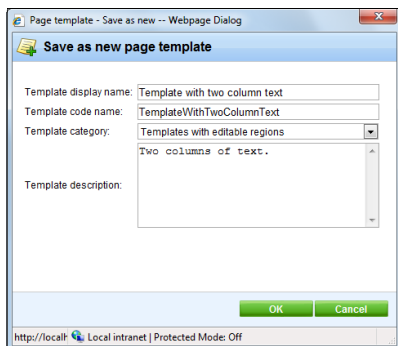 Page template - Save as new -- Webpage Dialog
Save as new page template
Template display name: Template with two column text
Template code name: TemplateWithTwoColumnText
Template category: Templates with editable regions
Two columns of text.
Template description:
OK Cancel
http://localh Local intranet | Protected Mode: Off